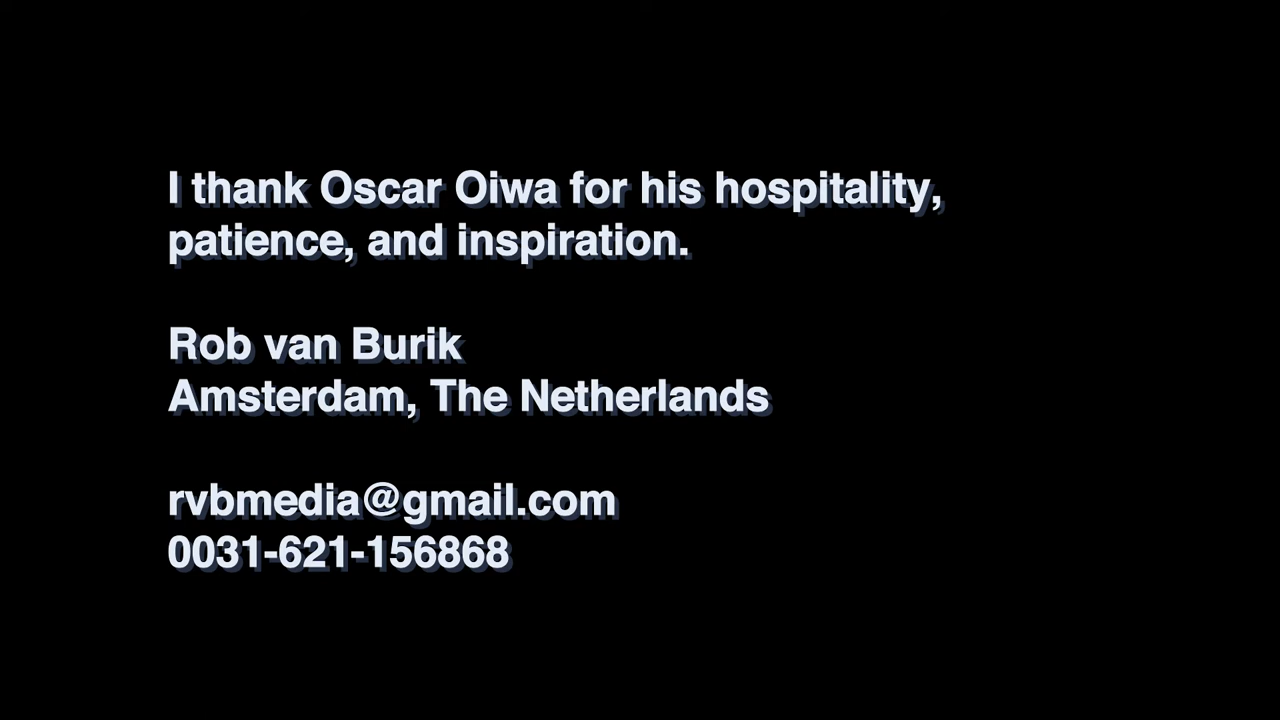 I thank Oscar Oiwa for his hospitality,
patience, and inspiration.
Rob van Burik
Amsterdam, The Netherlands
rvbmedia@gmail.com
0031-621-156868